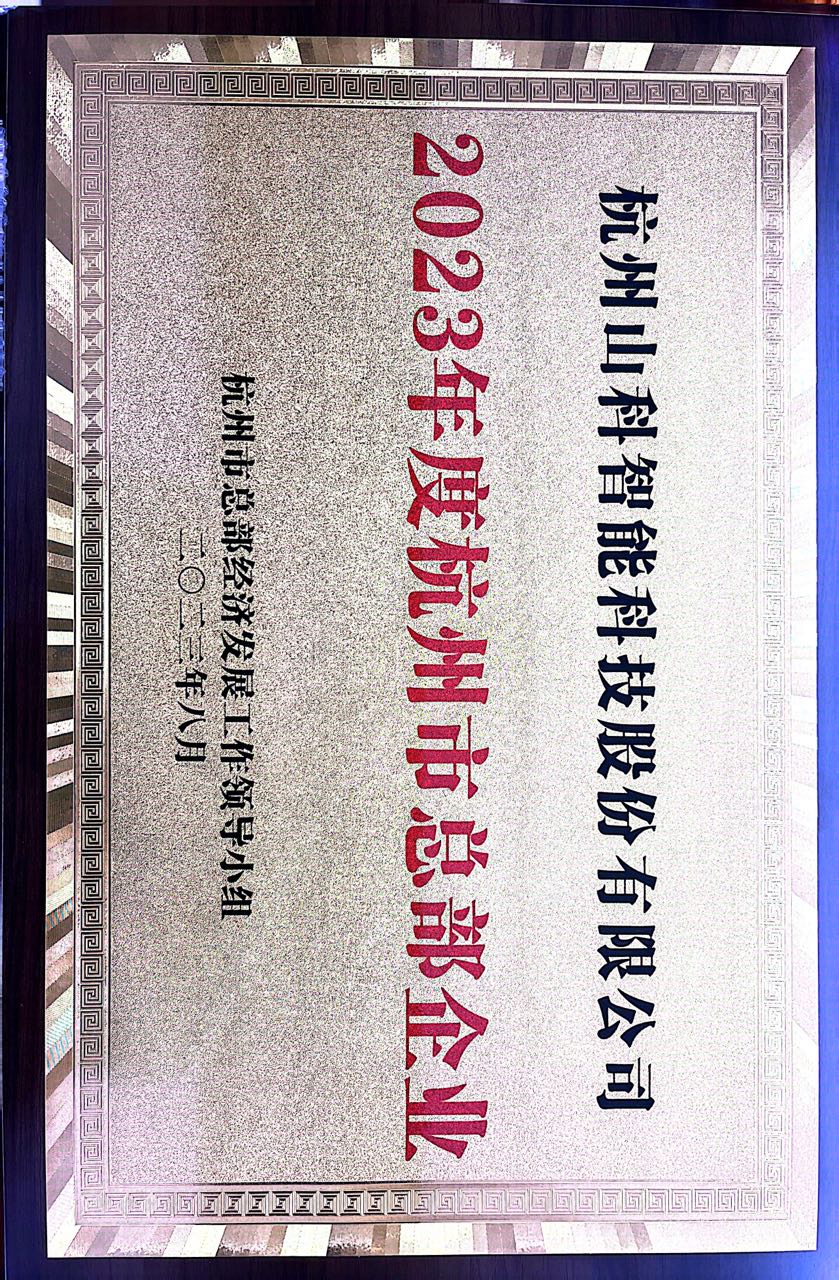 杭州山科智能科技股份有限公司
2023年度杭州市总部企业
杭州市总部经济发展工作领导小组
二〇二三年八月